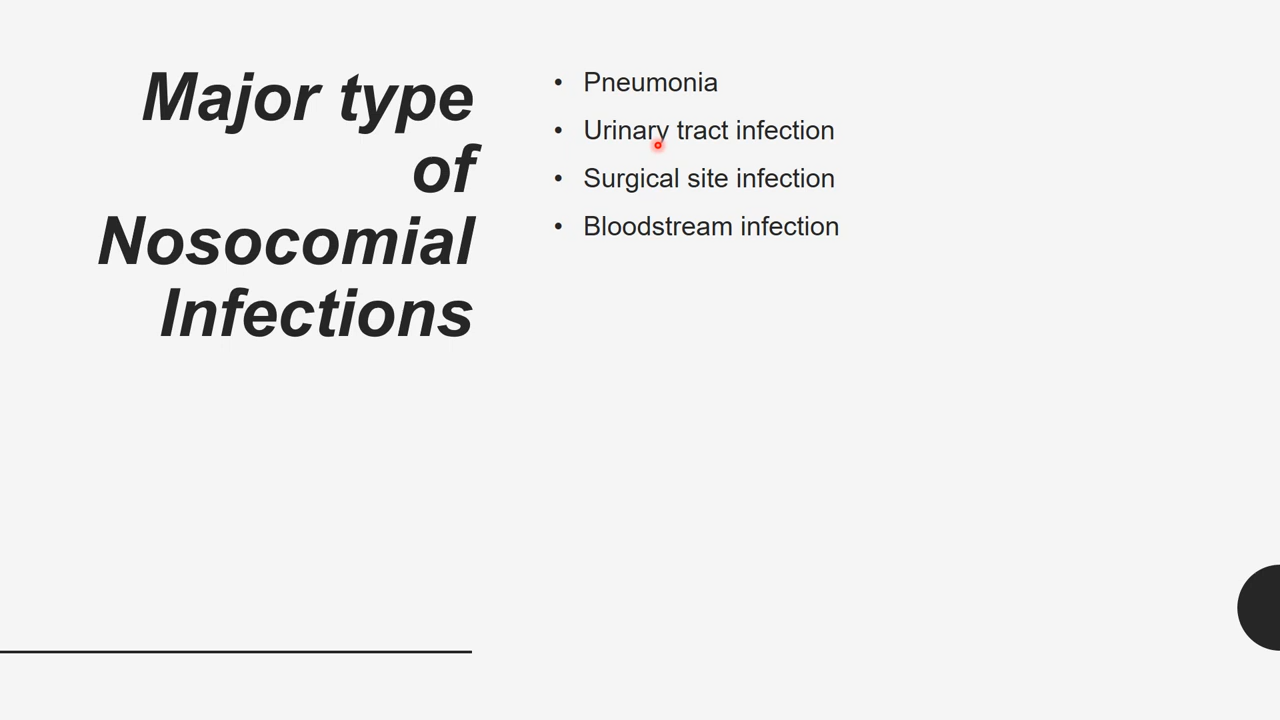 Major type
of
Nosocomial
Infections
• Pneumonia
• Urinary tract infection
• Surgical site infection
• Bloodstream infection